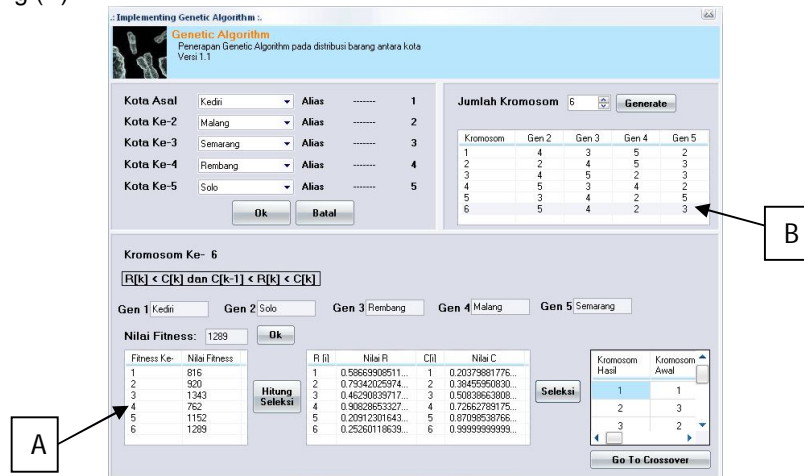 .: Implementing Genetic Algorithm :.
Genetic Algorithm
Penerapan Genetic Algorithm pada distribusi barang antara kota
Versi 1.1
Kota Asal Kediri Alias ------- 1
Kota Ke-2 Malang Alias ------- 2
Kota Ke-3 Semarang Alias ------- 3
Kota Ke-4 Rembang Alias ------- 4
Kota Ke-5 Solo Alias ------- 5
Ok Batal
Jumlah Kromosom 6 Generate
Kromosom Gen 2 Gen 3 Gen 4 Gen 5
1 4 3 5 2
2 2 4 5 3
3 4 5 2 3
4 5 3 4 2
5 3 4 2 5
6 5 4 2 3
B
Kromosom Ke- 6
R[k] < C[k] dan C[k-1] < R[k] < C[k]
Gen 1 Kediri Gen 2 Solo Gen 3 Rembang Gen 4 Malang Gen 5 Semarang
Nilai Fitness: 1289 Ok
Fitness Ke- Nilai Fitness
1 816
2 920
3 1343
4 762
5 1152
6 1289
Hitung
Seleksi
R [i] Nilai R C[i] Nilai C
1 0.58669908511... 1 0.20379881776...
2 0.79342025974... 2 0.38455950830...
3 0.46290839717... 3 0.50838663808...
4 0.90828653327... 4 0.72662789175...
5 0.20912301643... 5 0.87098538766...
6 0.25260118639... 6 0.99999999999...
Seleksi
Kromosom Hasil Kromosom Awal
1 1
2 3
3 2
Go To Crossover
A